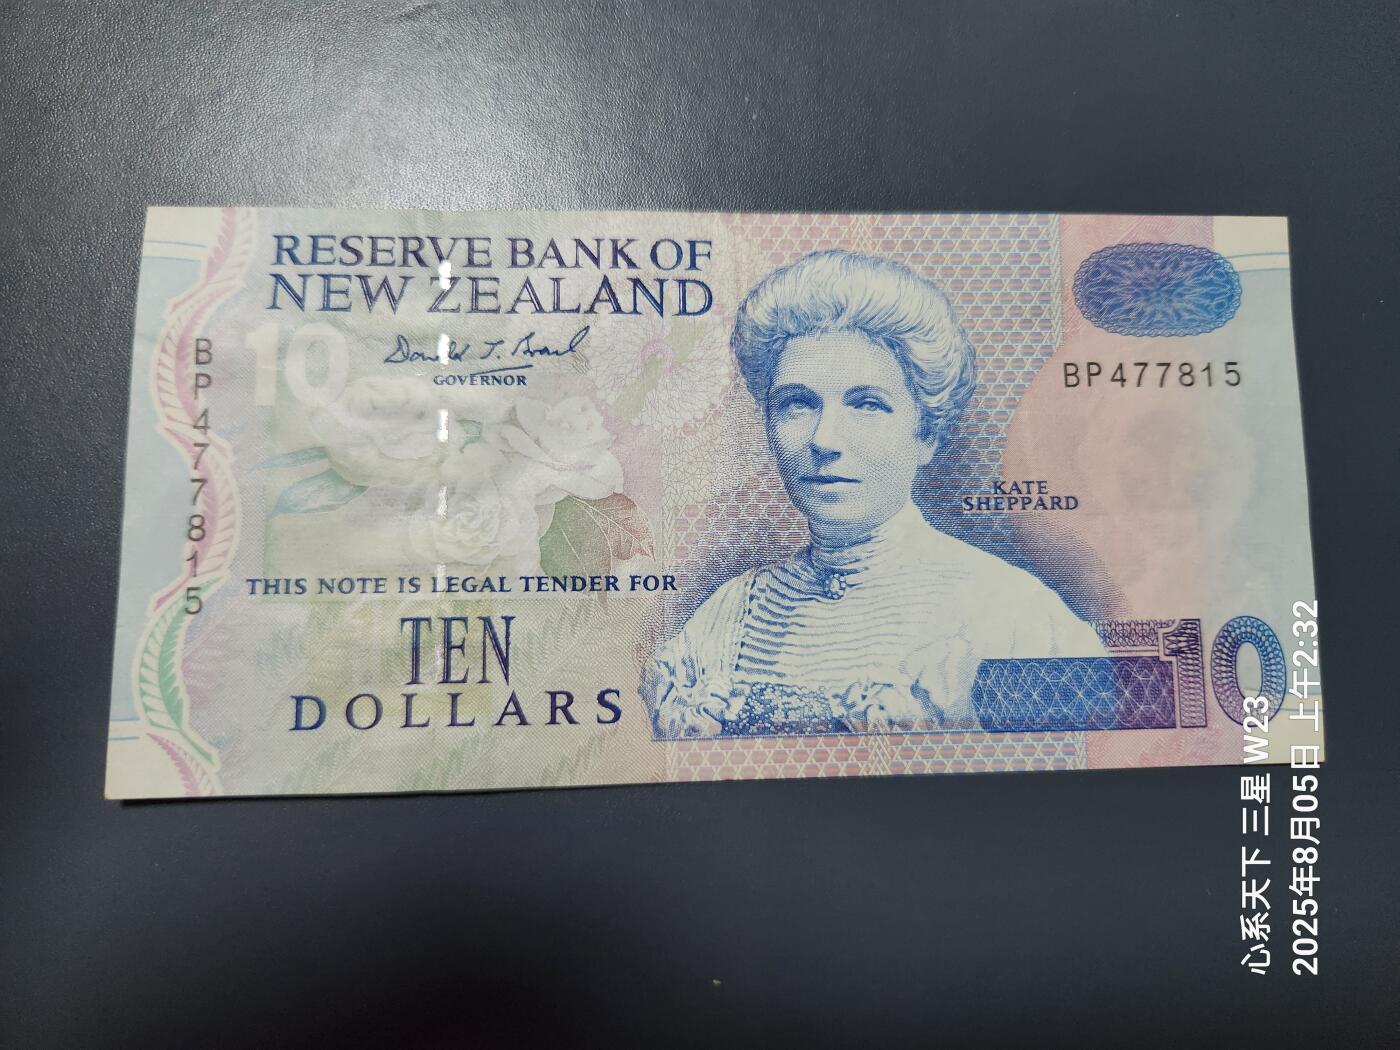 RESERVE BANK OF
NEW ZEALAND
10
Donald T. Brash
GOVERNOR
BP477815
BP477815
KATE
SHEPPARD
THIS NOTE IS LEGAL TENDER FOR
TEN
DOLLARS
10
心系天下 三星 W23
2025年8月05日 上午2:32